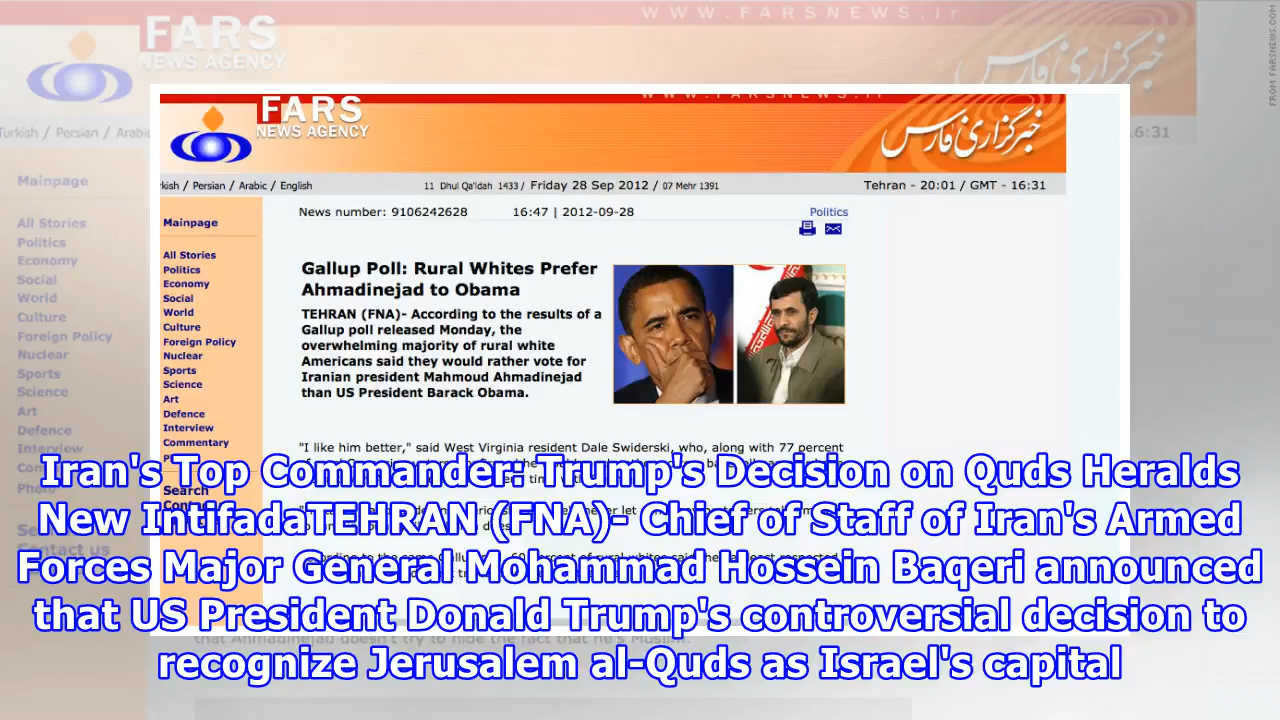 WWW.FARSNEWS.ir
FARS
NEWS AGENCY
خبرگزاری فارس
FROM FARSNEWS.COM
Turkish / Persian / Arabic
16:31
Mainpage
All Stories
Politics
Economy
Social
World
Culture
Foreign Policy
Nuclear
Sports
Science
Art
Defence
Interview
Contact us
that Ahmadinejad doesn't try to hide the fact that he's Muslim.
WWW.FARSNEWS.ir
FARS
NEWS AGENCY
خبرگزاری فارس
/ Persian / Arabic / English
11 Dhul Qa'idah 1433 / Friday 28 Sep 2012 / 07 Mehr 1391
Tehran - 20:01 / GMT - 16:31
Mainpage
All Stories
Politics
Economy
Social
World
Culture
Foreign Policy
Nuclear
Sports
Science
Art
Defence
Interview
Commentary
Search
News number: 9106242628 16:47 | 2012-09-28
Politics
Gallup Poll: Rural Whites Prefer
Ahmadinejad to Obama
TEHRAN (FNA)- According to the results of a
Gallup poll released Monday, the
overwhelming majority of rural white
Americans said they would rather vote for
Iranian president Mahmoud Ahmadinejad
than US President Barack Obama.
"I like him better," said West Virginia resident Dale Swiderski, who, along with 77 percent
Iran's Top Commander: Trump's Decision on Quds Heralds
New IntifadaTEHRAN (FNA)- Chief of Staff of Iran's Armed
Forces Major General Mohammad Hossein Baqeri announced
that US President Donald Trump's controversial decision to
recognize Jerusalem al-Quds as Israel's capital